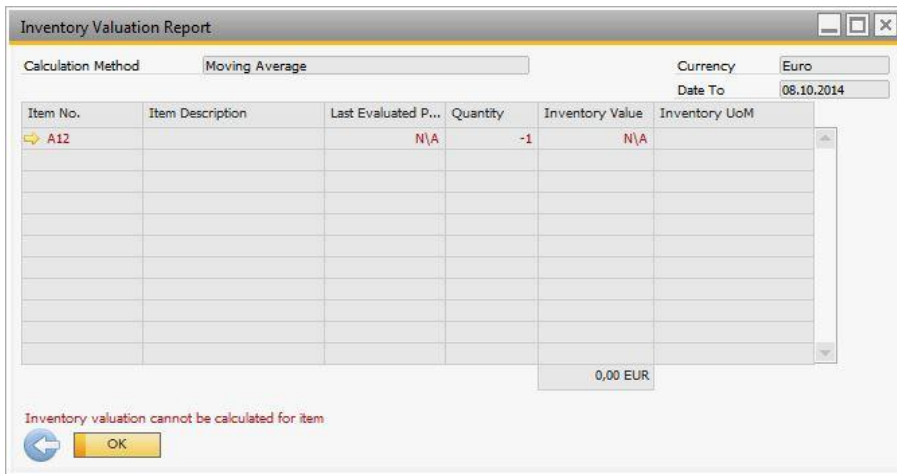 Inventory Valuation Report
Calculation Method Moving Average Currency Euro
Date To 08.10.2014
Item No. Item Description Last Evaluated P... Quantity Inventory Value Inventory UoM
A12 N\A -1 N\A
0,00 EUR
Inventory valuation cannot be calculated for item
OK